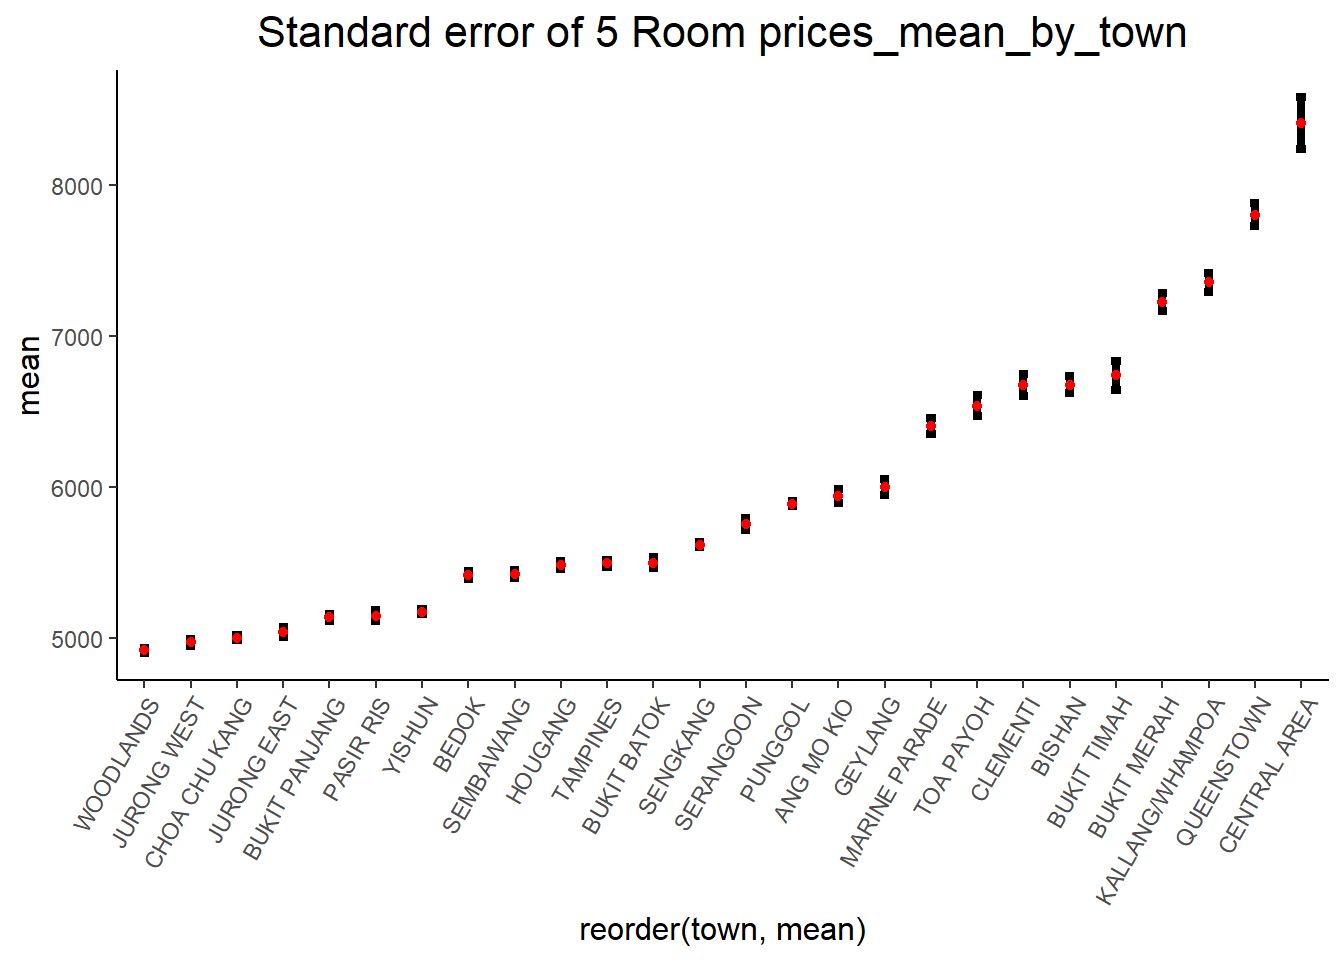 Standard error of 5 Room prices_mean_by_town
mean
8000
7000
6000
5000
WOODLANDS
JURONG WEST
CHOA CHU KANG
JURONG EAST
BUKIT PANJANG
PASIR RIS
YISHUN
BEDOK
SEMBAWANG
HOUGANG
TAMPINES
BUKIT BATOK
SENGKANG
SERANGOON
PUNGGOL
ANG MO KIO
GEYLANG
MARINE PARADE
TOA PAYOH
CLEMENTI
BISHAN
BUKIT TIMAH
BUKIT MERAH
KALLANG/WHAMPOA
QUEENSTOWN
CENTRAL AREA
reorder(town, mean)